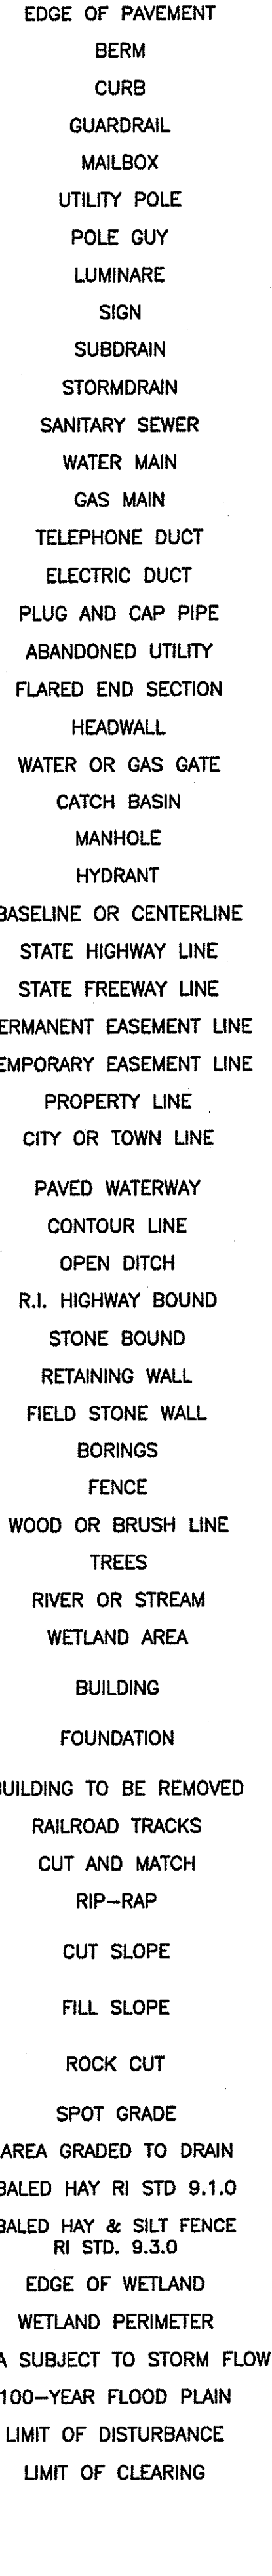 EDGE OF PAVEMENT
BERM
CURB
GUARDRAIL
MAILBOX
UTILITY POLE
POLE GUY
LUMINARE
SIGN
SUBDRAIN
STORMDRAIN
SANITARY SEWER
WATER MAIN
GAS MAIN
TELEPHONE DUCT
ELECTRIC DUCT
PLUG AND CAP PIPE
ABANDONED UTILITY
FLARED END SECTION
HEADWALL
WATER OR GAS GATE
CATCH BASIN
MANHOLE
HYDRANT
BASELINE OR CENTERLINE
STATE HIGHWAY LINE
STATE FREEWAY LINE
ERMANENT EASEMENT LINE
EMPORARY EASEMENT LINE
PROPERTY LINE
CITY OR TOWN LINE
PAVED WATERWAY
CONTOUR LINE
OPEN DITCH
R.I. HIGHWAY BOUND
STONE BOUND
RETAINING WALL
FIELD STONE WALL
BORINGS
FENCE
WOOD OR BRUSH LINE
TREES
RIVER OR STREAM
WETLAND AREA
BUILDING
FOUNDATION
BUILDING TO BE REMOVED
RAILROAD TRACKS
CUT AND MATCH
RIP-RAP
CUT SLOPE
FILL SLOPE
ROCK CUT
SPOT GRADE
AREA GRADED TO DRAIN
BALED HAY RI STD 9.1.0
BALED HAY & SILT FENCE
RI STD. 9.3.0
EDGE OF WETLAND
WETLAND PERIMETER
A SUBJECT TO STORM FLOW
100-YEAR FLOOD PLAIN
LIMIT OF DISTURBANCE
LIMIT OF CLEARING